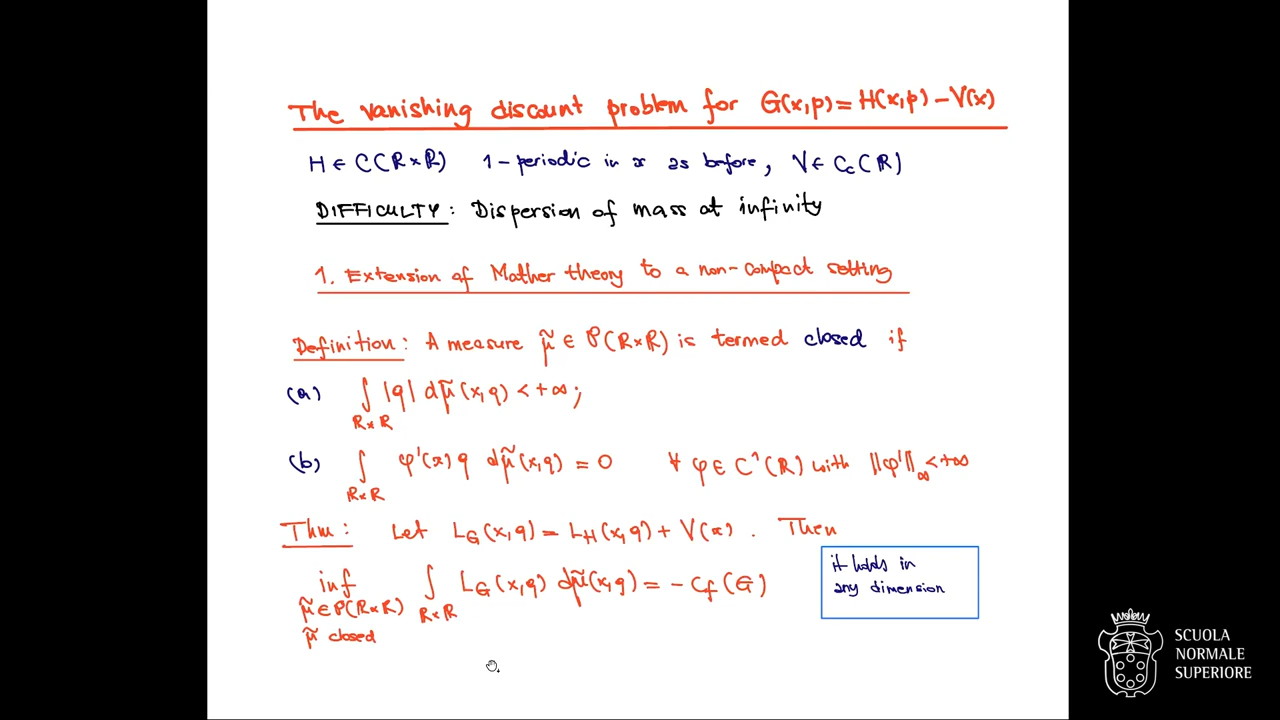 The vanishing discount problem for G(x,p) = H(x,p) - V(x)
H ∈ C(ℝ×ℝ) 1-periodic in x as before, V ∈ C_c(ℝ)
DIFFICULTY: Dispersion of mass at infinity
1. Extension of Mather theory to a non-compact setting
Definition: A measure μ̃ ∈ 𝒫(ℝ×ℝ) is termed closed if
(a) ∫_{ℝ×ℝ} |q| dμ̃(x,q) < +∞;
(b) ∫_{ℝ×ℝ} φ'(x) q dμ̃(x,q) = 0 ∀ φ ∈ C¹(ℝ) with ‖φ'‖_∞ < +∞
Thm: Let L_G(x,q) = L_H(x,q) + V(x). Then
inf_{μ̃ ∈ 𝒫(ℝ×ℝ) μ̃ closed} ∫_{ℝ×ℝ} L_G(x,q) dμ̃(x,q) = - c_f(G)
it holds in
any dimension
SCUOLA
NORMALE
SUPERIORE